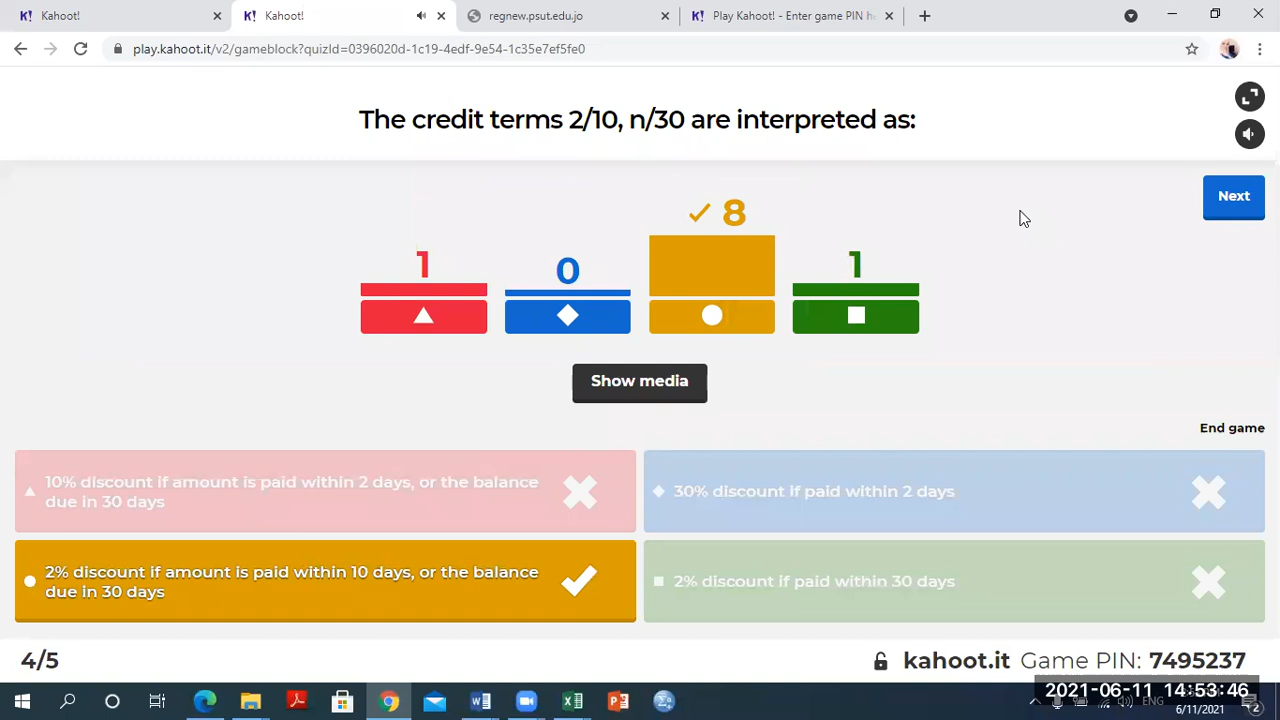 Kahoot!
Kahoot!
regnew.psut.edu.jo
Play Kahoot! - Enter game PIN he
play.kahoot.it/v2/gameblock?quizId=0396020d-1c19-4edf-9e54-1c35e7ef5fe0
The credit terms 2/10, n/30 are interpreted as:
Next
1
0
8
1
Show media
End game
10% discount if amount is paid within 2 days, or the balance
due in 30 days
30% discount if paid within 2 days
2% discount if amount is paid within 10 days, or the balance
due in 30 days
2% discount if paid within 30 days
4/5
kahoot.it Game PIN: 7495237
2021-06-11 14:53:46
ENG
6/11/2021
2